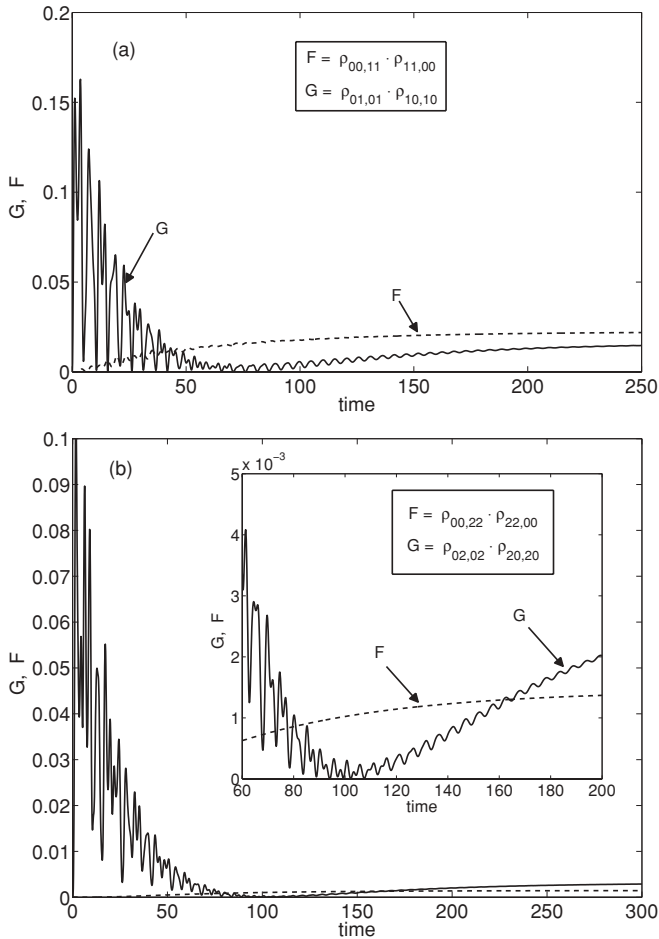 0.2
(a)
F = ρ00,11 · ρ11,00
G = ρ01,01 · ρ10,10
0.15
G, F
0.1
G
0.05
F
0
0 50 100 150 200 250
time
0.1
(b)
5 x 10-3
0.09
F = ρ00,22 · ρ22,00
G = ρ02,02 · ρ20,20
0.08
4
0.07
3
0.06
G, F
G
G, F
0.05
2
F
0.04
1
0.03
0
60 80 100 120 140 160 180 200
time
0.02
0.01
0
0 50 100 150 200 250 300
time